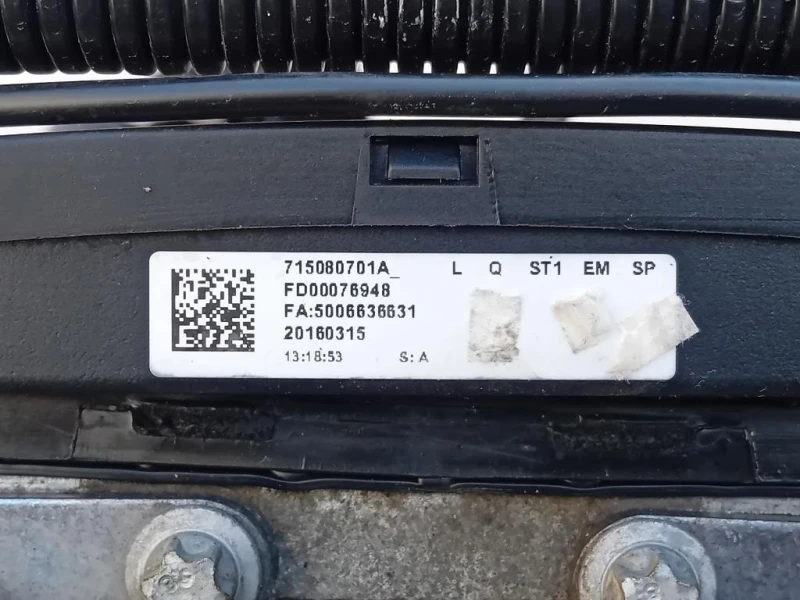 715080701A_ L Q ST1 EM SP
FD00076948
FA:5006636631
20160315
13:18:53 S:A